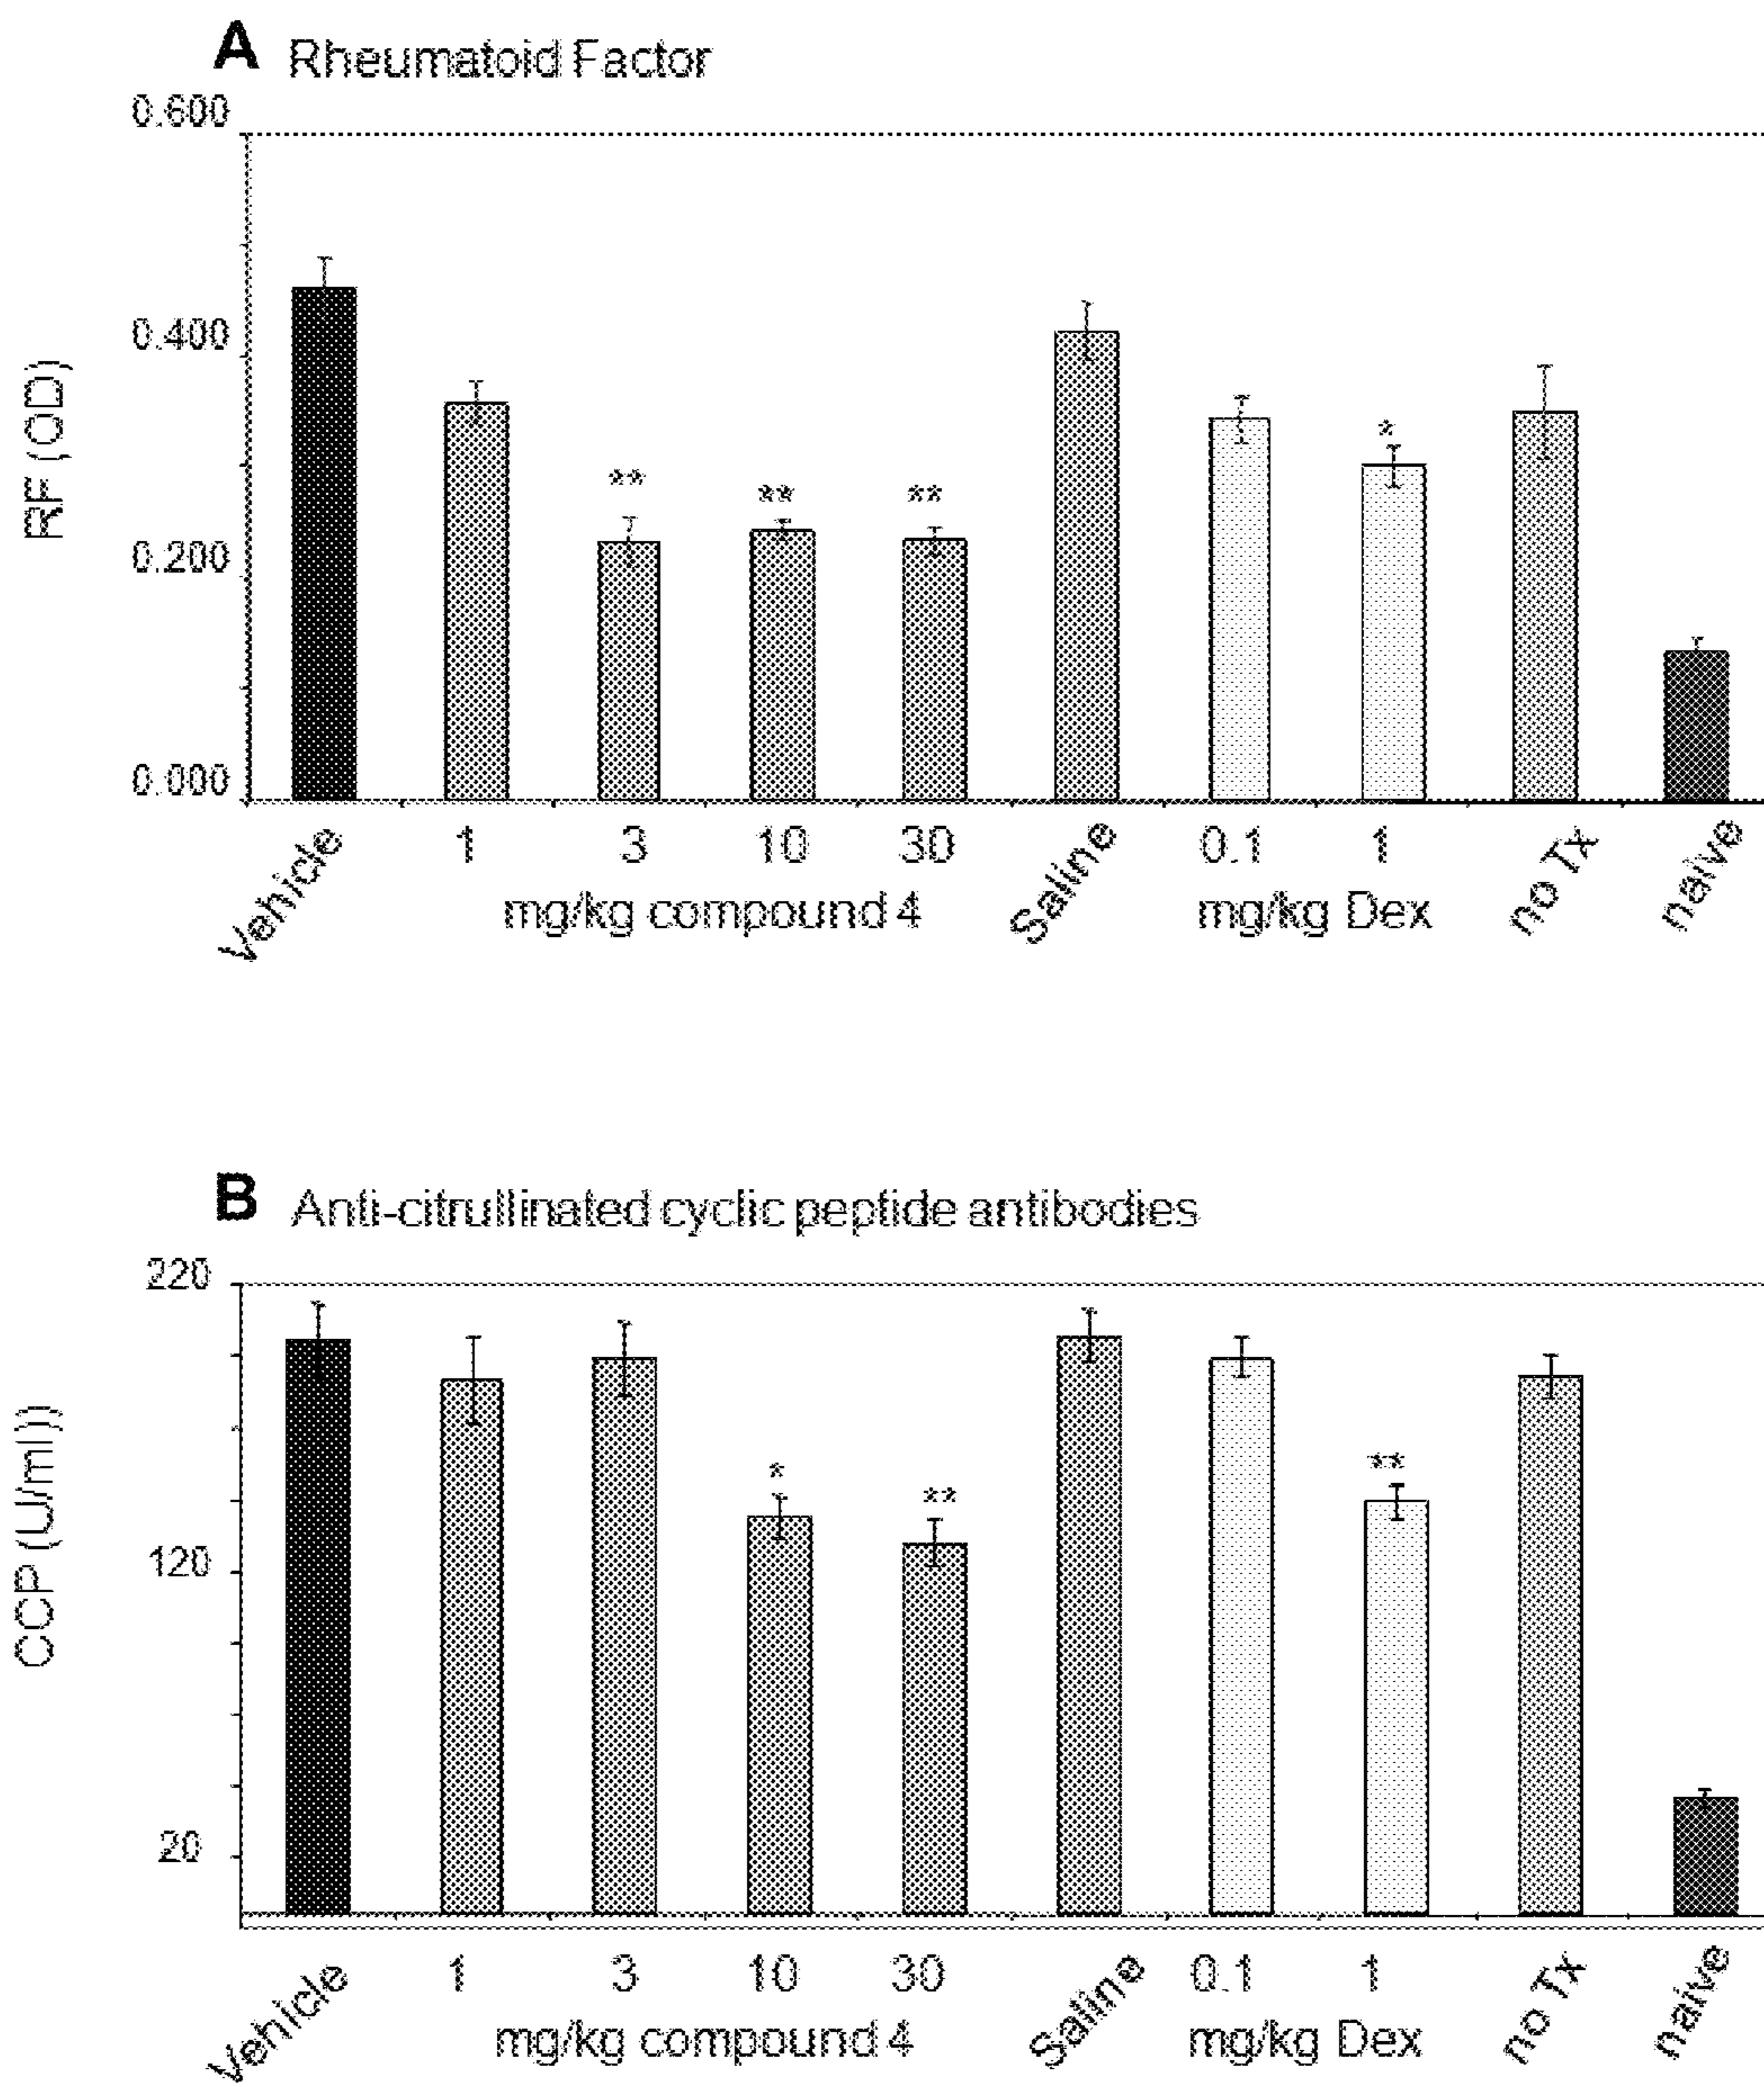 A Rheumatoid Factor
0.600
0.400
0.200
0.000
RF (OD)
**
**
**
*
Vehicle 1 3 10 30 Saline 0.1 1 no Tx naive
mg/kg compound 4 mg/kg Dex
B Anti-citrullinated cyclic peptide antibodies
220
120
20
CCP (U/ml))
*
**
**
Vehicle 1 3 10 30 Saline 0.1 1 no Tx naive
mg/kg compound 4 mg/kg Dex